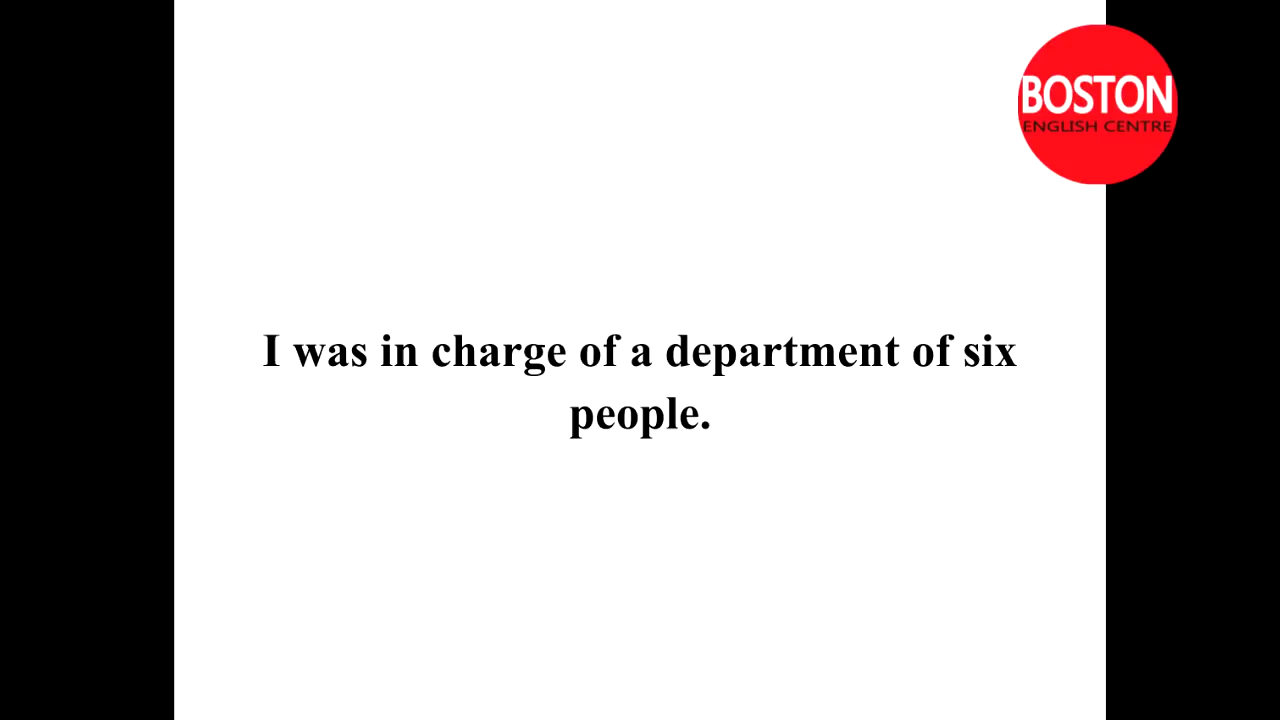 BOSTON
ENGLISH CENTRE
I was in charge of a department of six
people.